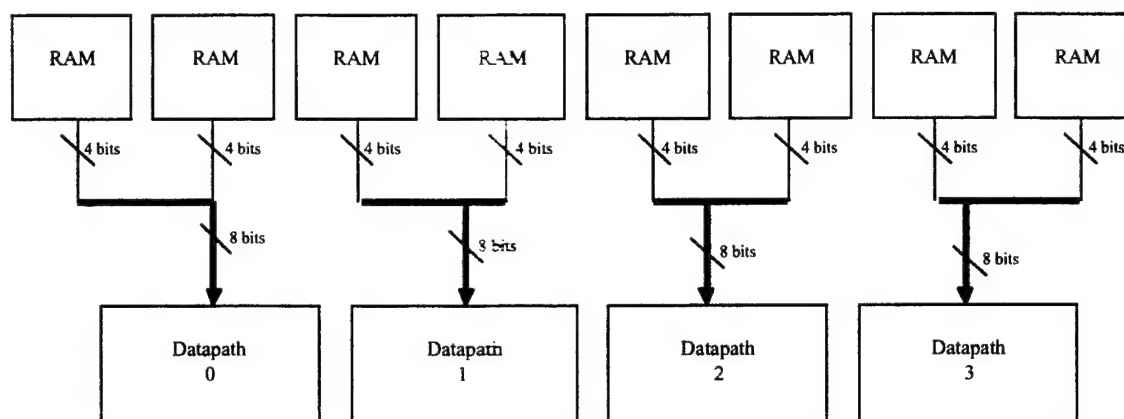 RAM RAM RAM RAM RAM RAM RAM RAM
4 bits 4 bits 4 bits 4 bits 4 bits 4 bits 4 bits 4 bits
8 bits 8 bits 8 bits 8 bits
Datapath Datapath Datapath Datapath
0 1 2 3